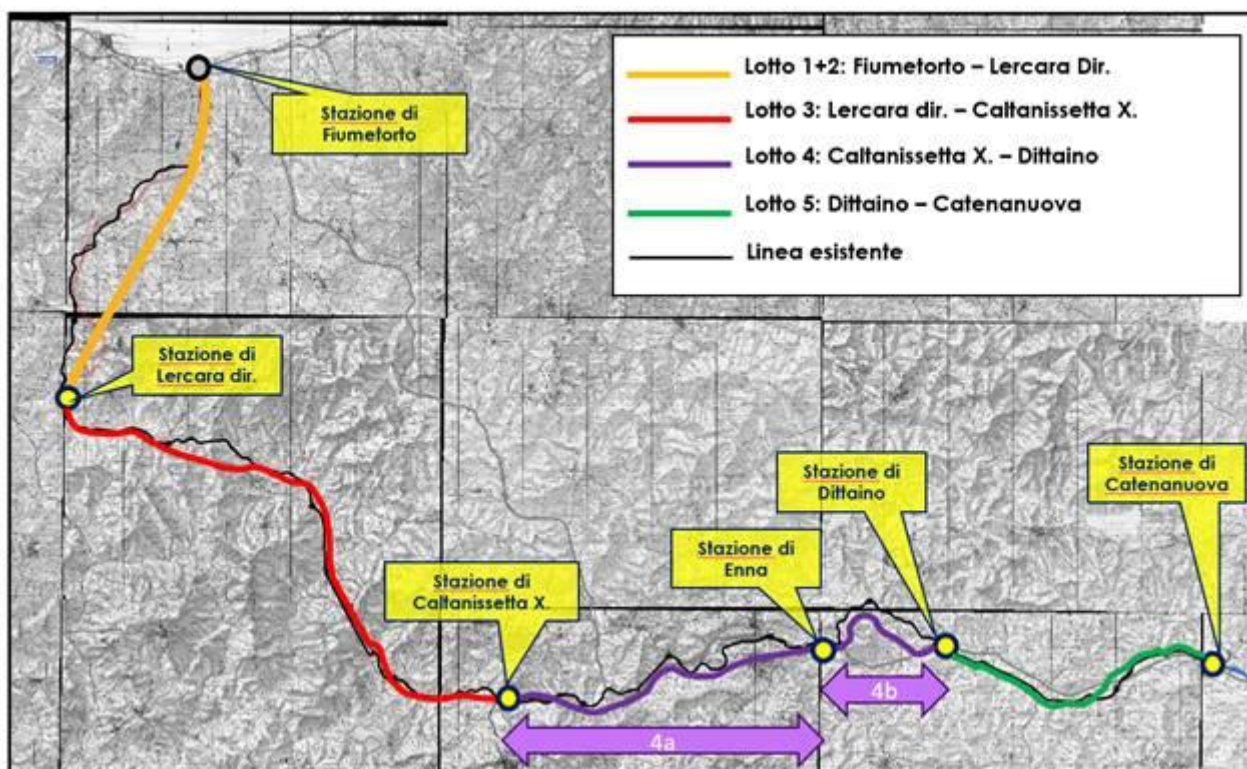 Lotto 1+2: Fiumetorto – Lercara Dir.
Lotto 3: Lercara dir. – Caltanissetta X.
Lotto 4: Caltanissetta X. – Dittaino
Lotto 5: Dittaino – Catenanuova
Linea esistente
Stazione di
Fiumetorto
Stazione di
Lercara dir.
Stazione di
Caltanissetta X.
Stazione di
Enna
Stazione di
Dittaino
Stazione di
Catenanuova
4a
4b